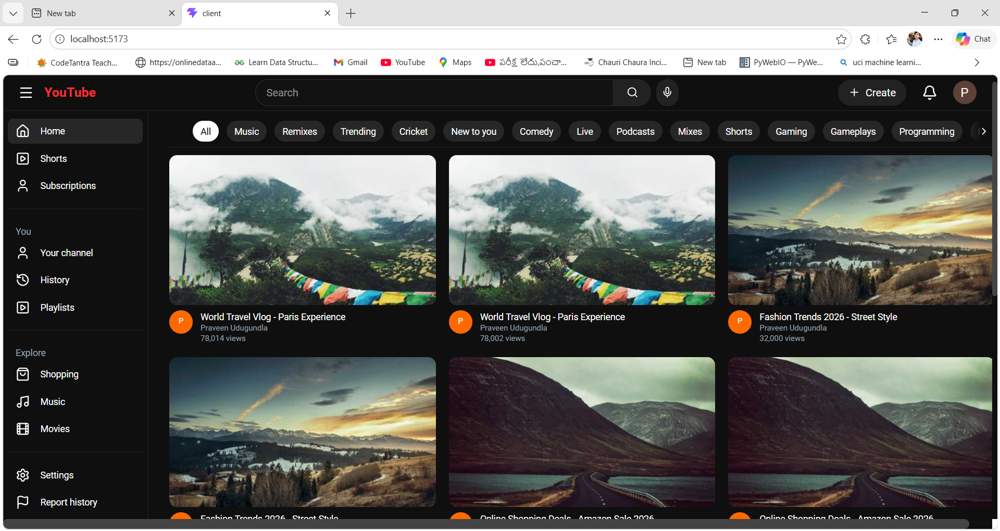 New tab
client
localhost:5173
Chat
CodeTantra Teach...
https://onlinedataa...
Learn Data Structu...
Gmail
YouTube
Maps
పరీక్ష లేదు,పంచా...
Chauri Chaura Inci...
New tab
PyWebIO — PyWe...
uci machine learni...
YouTube
Search
Create
P
Home
Shorts
Subscriptions
You
Your channel
History
Playlists
Explore
Shopping
Music
Movies
Settings
Report history
All
Music
Remixes
Trending
Cricket
New to you
Comedy
Live
Podcasts
Mixes
Shorts
Gaming
Gameplays
Programming
P
World Travel Vlog - Paris Experience
Praveen Udugundla
78,014 views
P
World Travel Vlog - Paris Experience
Praveen Udugundla
78,002 views
P
Fashion Trends 2026 - Street Style
Praveen Udugundla
32,000 views
Fashion Trends 2026 - Street Style
Online Shopping Deals - Amazon Sale 2026
Online Shopping Deals - Amazon Sale 2026